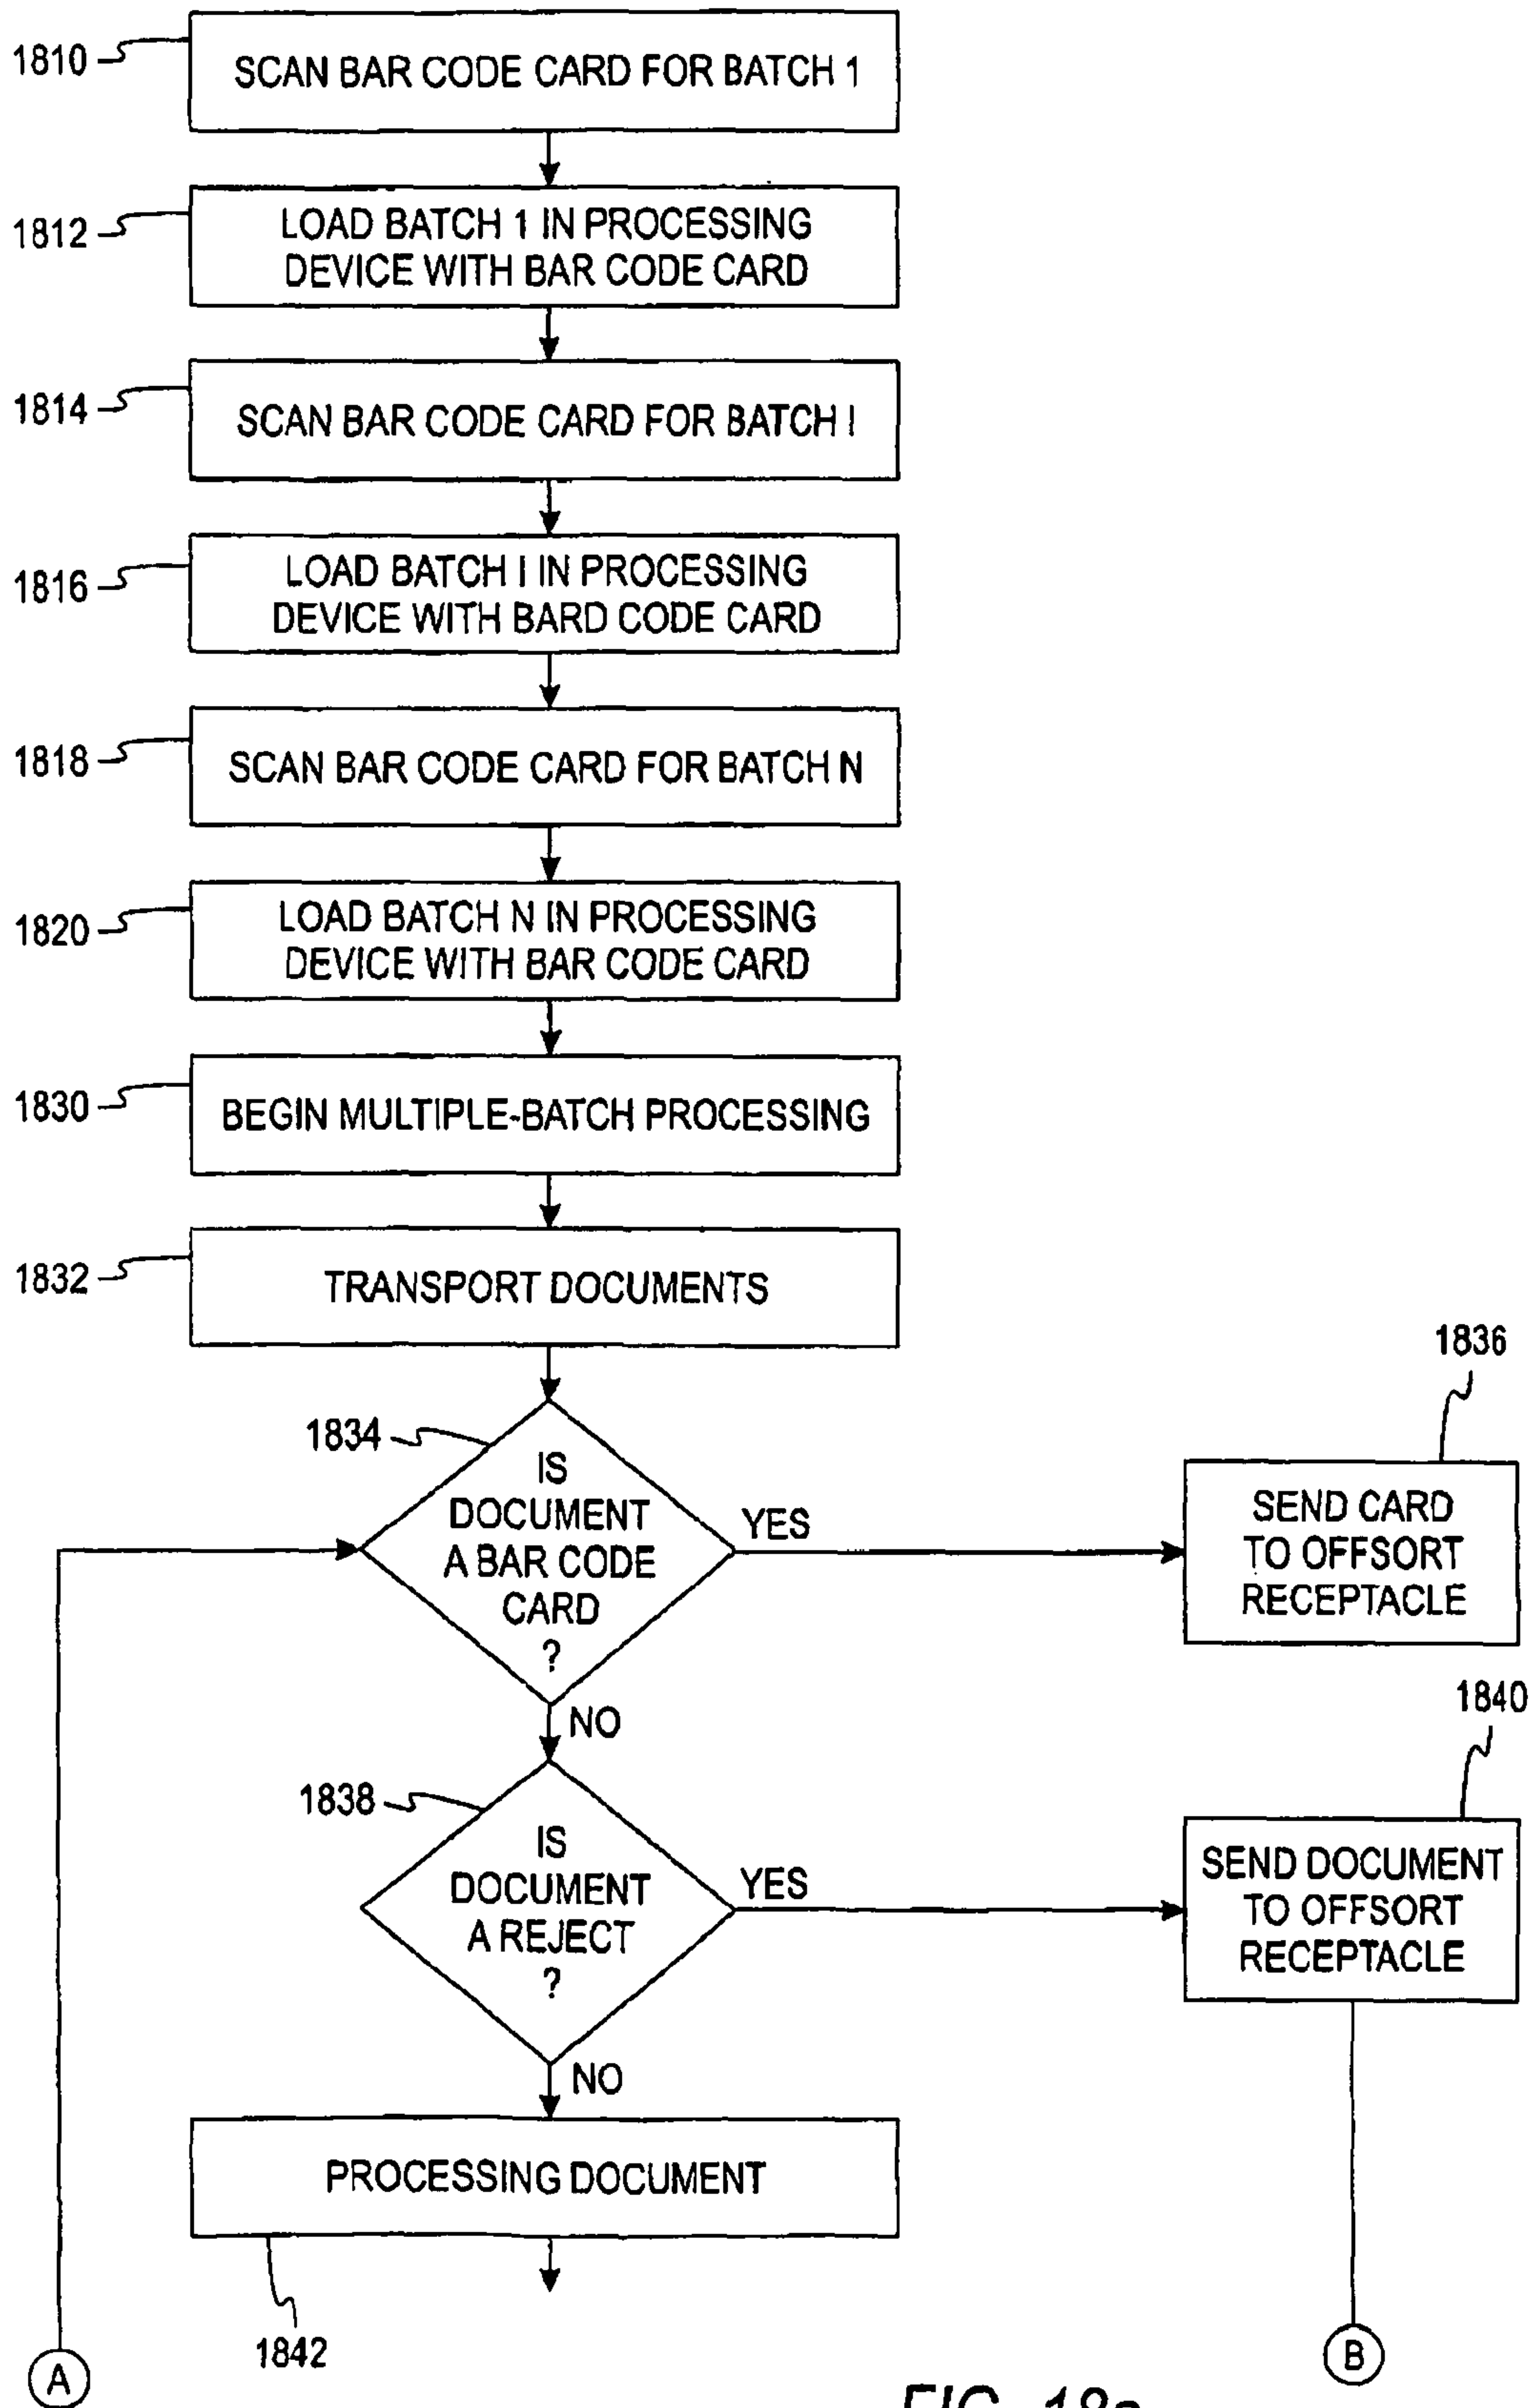 1810
SCAN BAR CODE CARD FOR BATCH 1
1812
LOAD BATCH 1 IN PROCESSING
DEVICE WITH BAR CODE CARD
1814
SCAN BAR CODE CARD FOR BATCH I
1816
LOAD BATCH I IN PROCESSING
DEVICE WITH BARD CODE CARD
1818
SCAN BAR CODE CARD FOR BATCH N
1820
LOAD BATCH N IN PROCESSING
DEVICE WITH BAR CODE CARD
1830
BEGIN MULTIPLE-BATCH PROCESSING
1832
TRANSPORT DOCUMENTS
1834
IS
DOCUMENT
A BAR CODE
CARD
?
YES
1836
SEND CARD
TO OFFSORT
RECEPTACLE
NO
1838
IS
DOCUMENT
A REJECT
?
YES
1840
SEND DOCUMENT
TO OFFSORT
RECEPTACLE
NO
PROCESSING DOCUMENT
1842
A
B
FIG. 18a